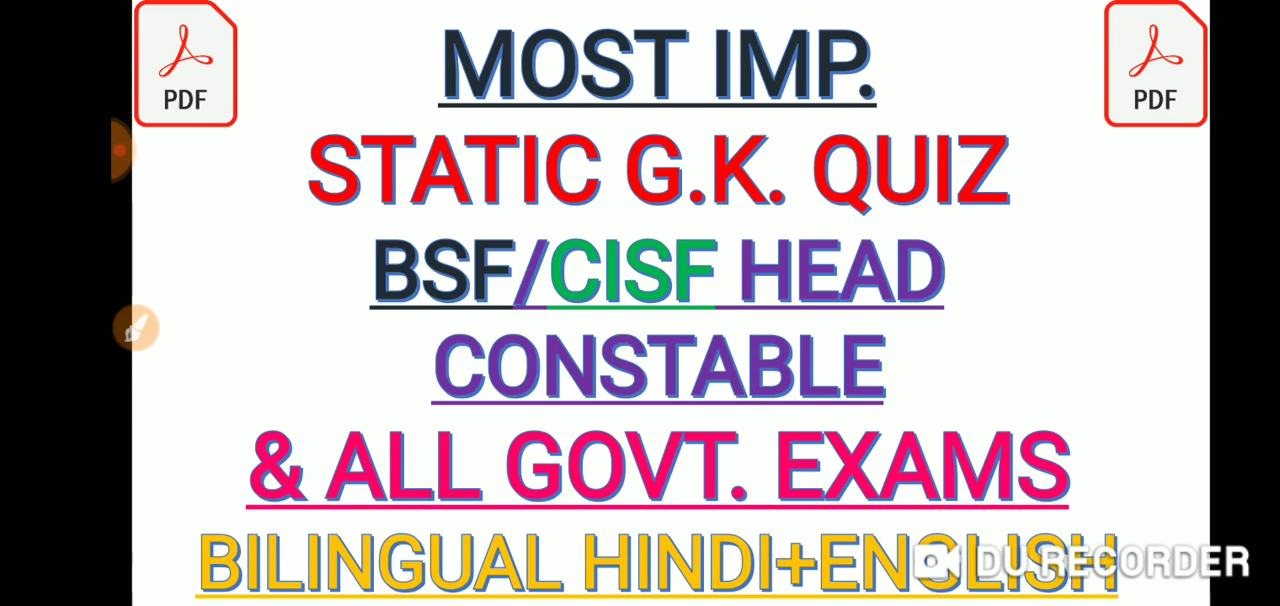 MOST IMP.
PDF
PDF
STATIC G.K. QUIZ
BSF/CISF HEAD
CONSTABLE
& ALL GOVT. EXAMS
BILINGUAL HINDI+ENGLISH
DU RECORDER